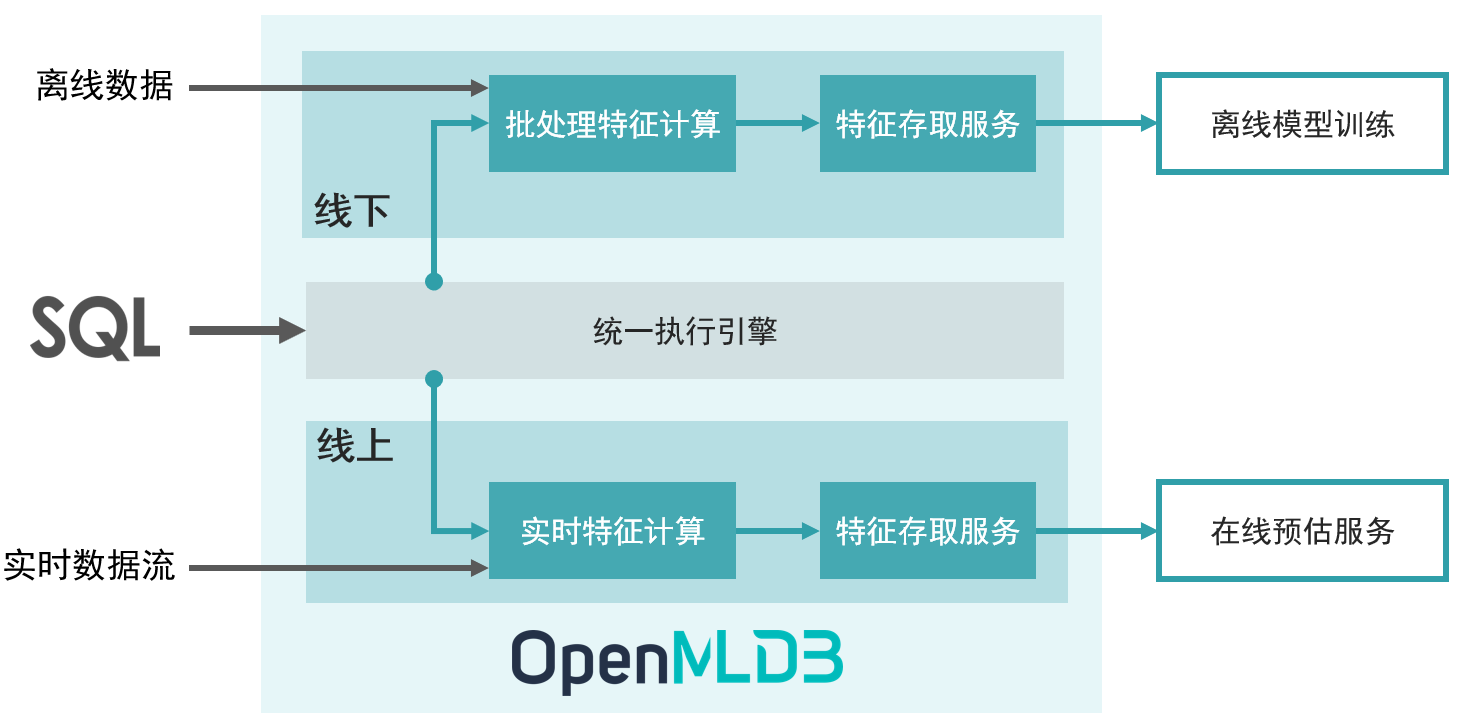 离线数据
批处理特征计算
特征存取服务
离线模型训练
线下
SQL
统一执行引擎
线上
实时特征计算
特征存取服务
在线预估服务
实时数据流
OpenMLDB